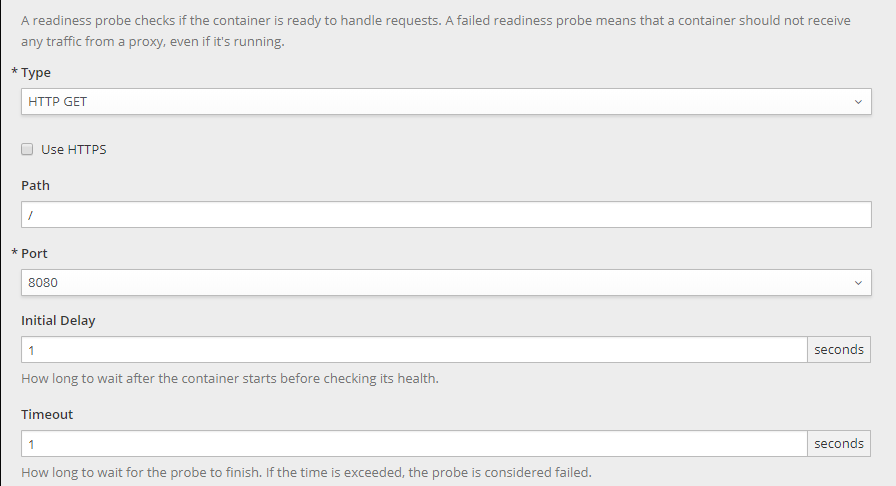 A readiness probe checks if the container is ready to handle requests. A failed readiness probe means that a container should not receive
any traffic from a proxy, even if it's running.
* Type
HTTP GET
Use HTTPS
Path
/
* Port
8080
Initial Delay
1 seconds
How long to wait after the container starts before checking its health.
Timeout
1 seconds
How long to wait for the probe to finish. If the time is exceeded, the probe is considered failed.